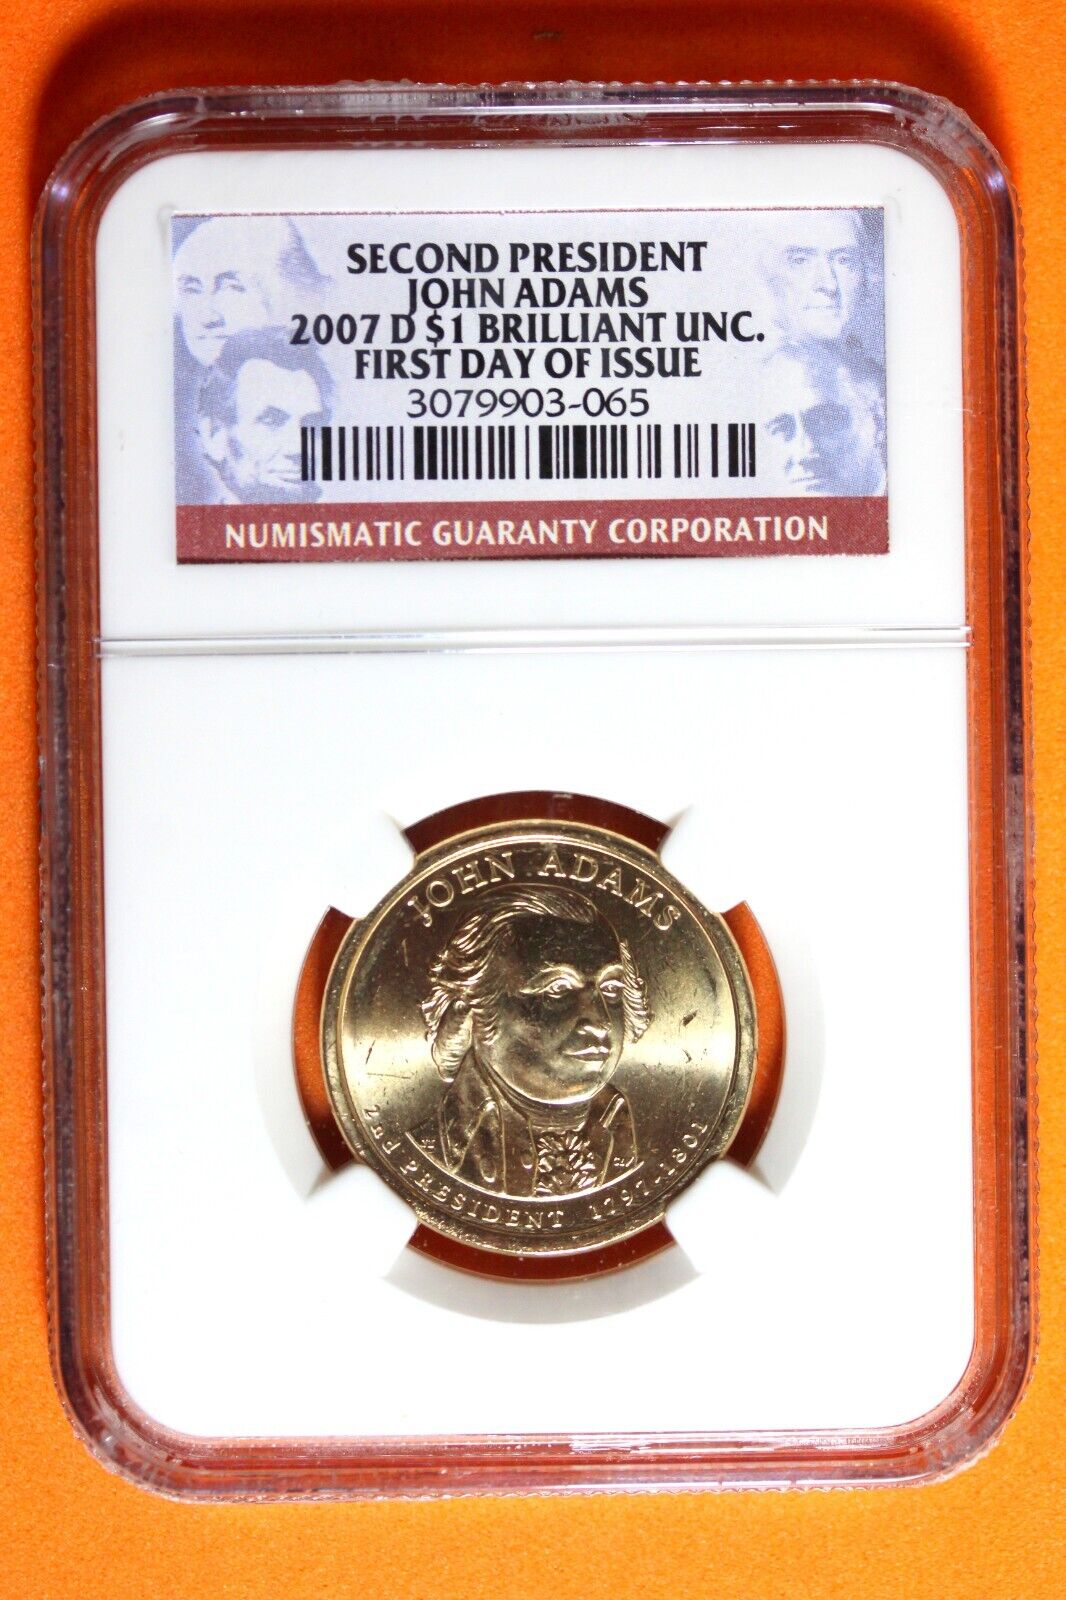 SECOND PRESIDENT
JOHN ADAMS
2007 D $1 BRILLIANT UNC.
FIRST DAY OF ISSUE
3079903-065
NUMISMATIC GUARANTY CORPORATION
JOHN ADAMS
2nd PRESIDENT 1797-1801